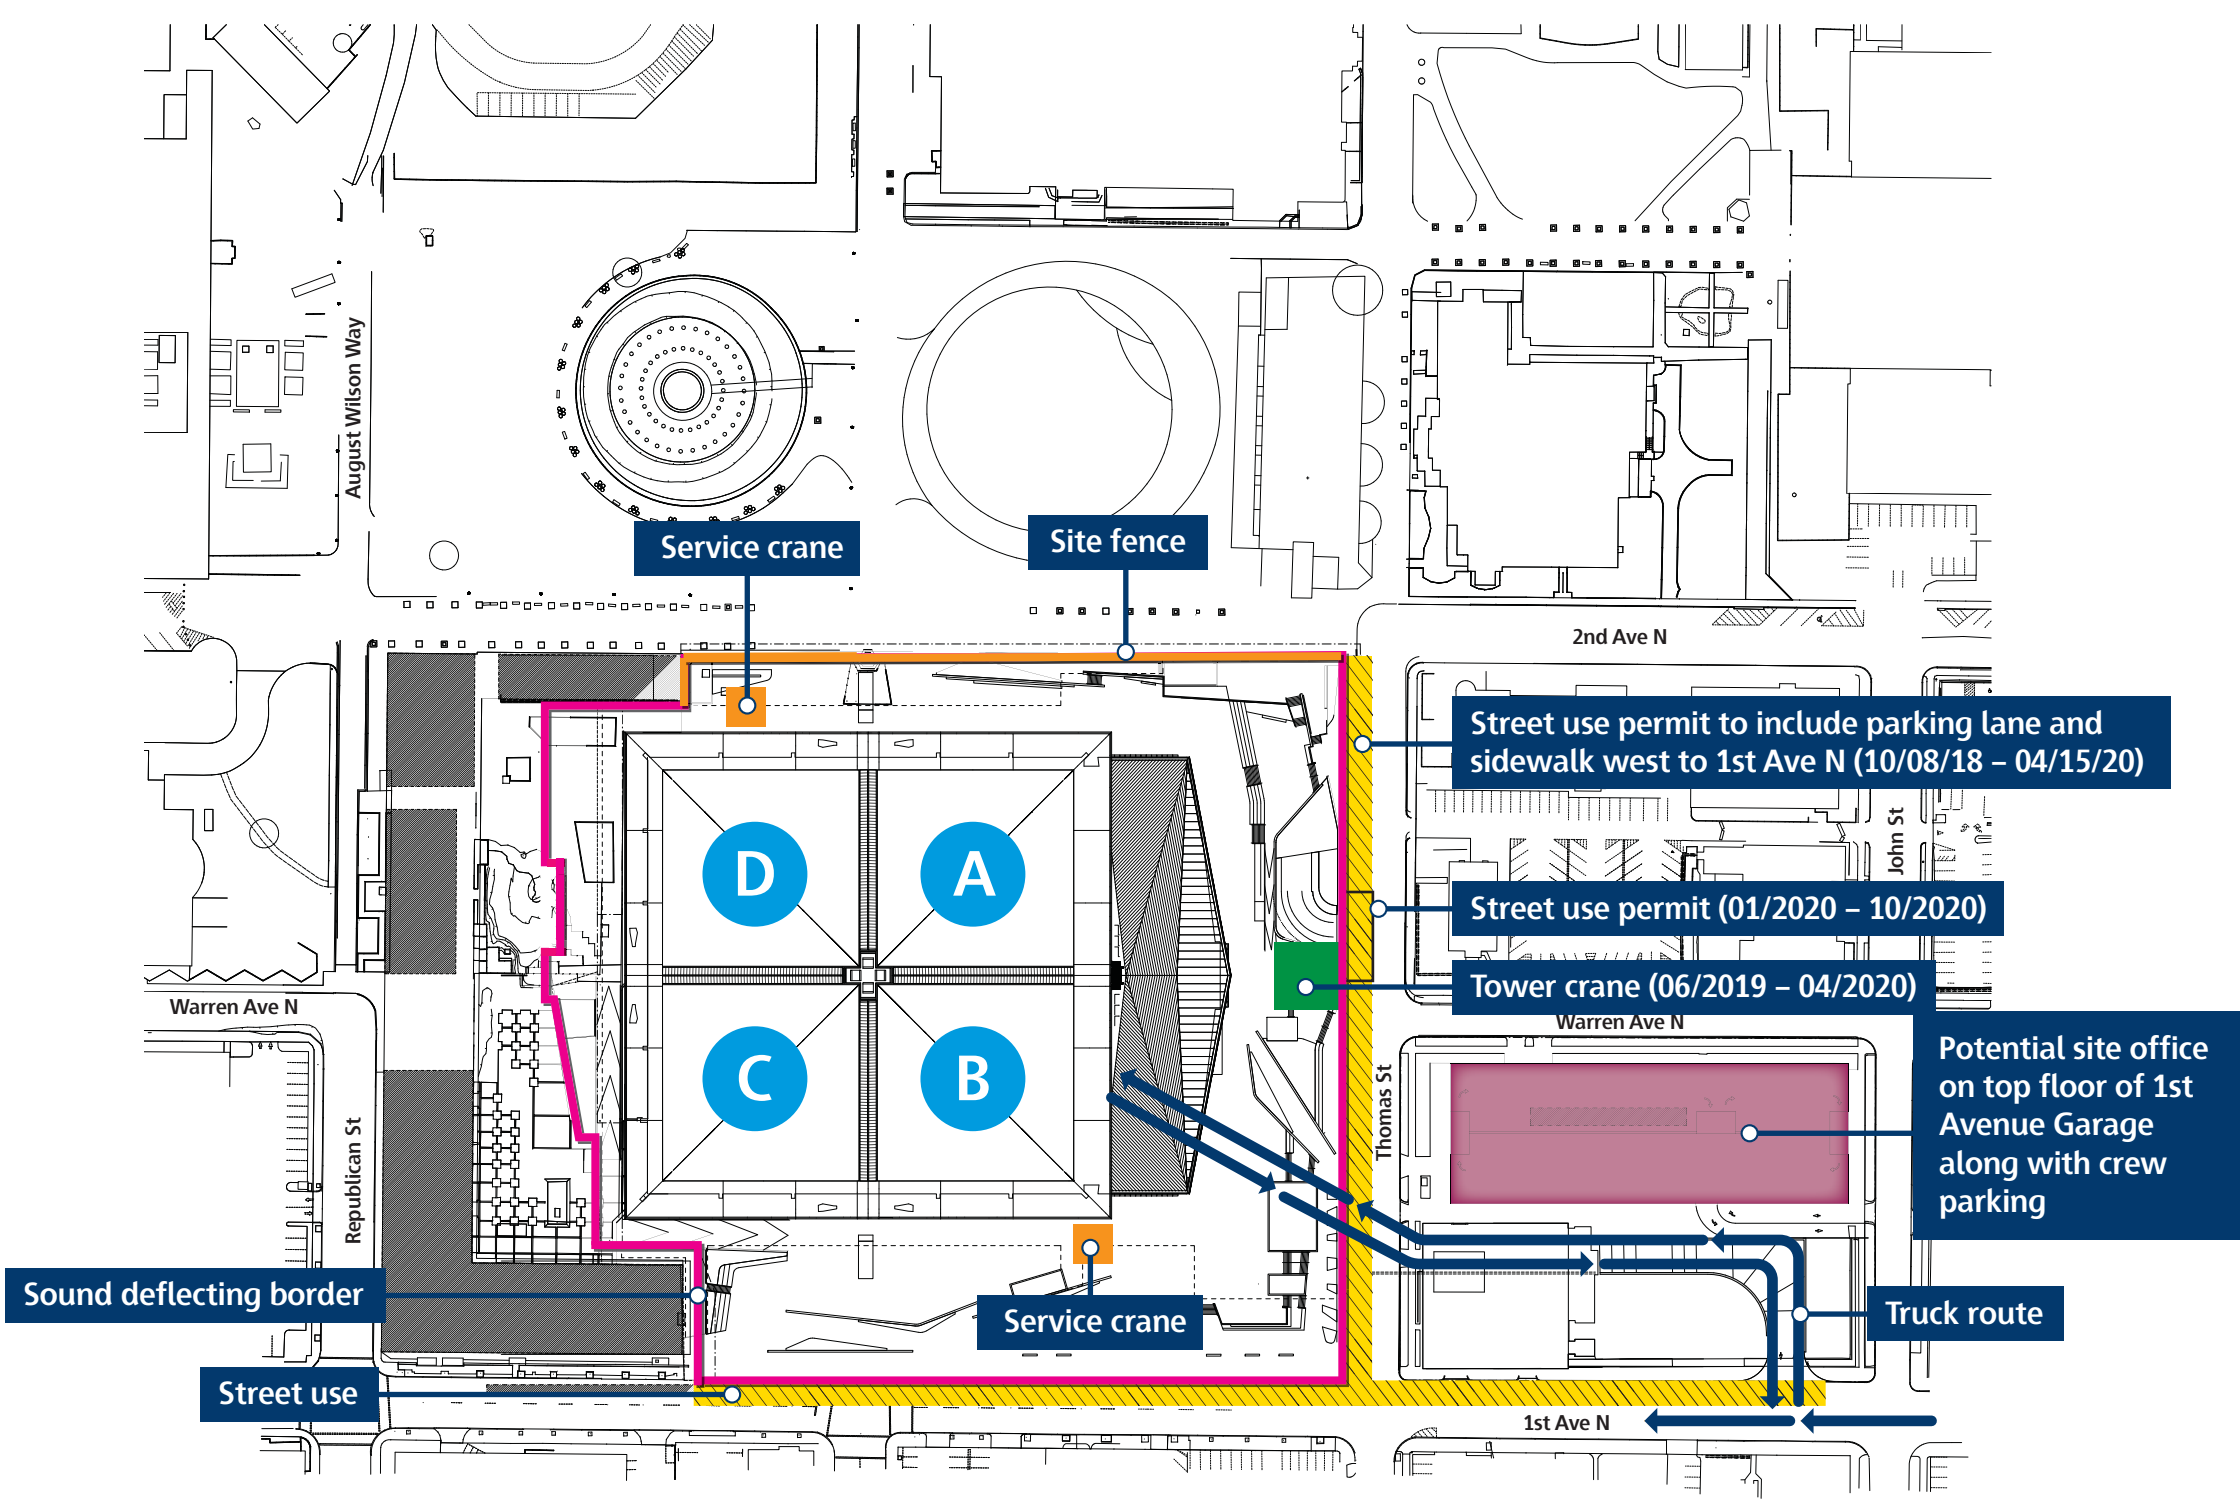 August Wilson Way
Service crane
Site fence
2nd Ave N
Street use permit to include parking lane and
sidewalk west to 1st Ave N (10/08/18 – 04/15/20)
John St
D
A
Street use permit (01/2020 – 10/2020)
Tower crane (06/2019 – 04/2020)
Warren Ave N
Warren Ave N
Potential site office
on top floor of 1st
Avenue Garage
along with crew
parking
C
B
Thomas St
Republican St
Sound deflecting border
Service crane
Truck route
Street use
1st Ave N